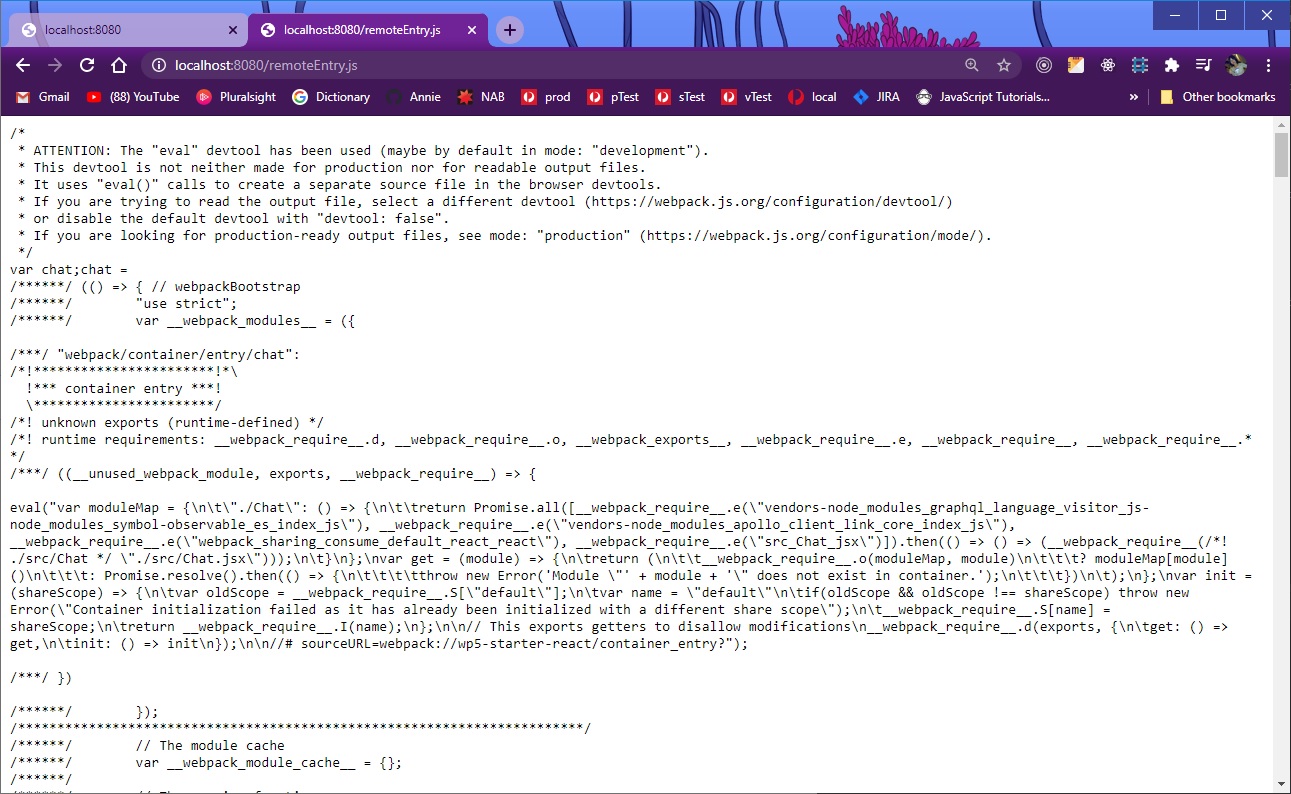 localhost:8080
localhost:8080/remoteEntry.js
localhost:8080/remoteEntry.js
Gmail (88) YouTube Pluralsight Dictionary Annie NAB prod pTest sTest vTest local JIRA JavaScript Tutorials... » Other bookmarks
/*
 * ATTENTION: The "eval" devtool has been used (maybe by default in mode: "development").
 * This devtool is not neither made for production nor for readable output files.
 * It uses "eval()" calls to create a separate source file in the browser devtools.
 * If you are trying to read the output file, select a different devtool (https://webpack.js.org/configuration/devtool/)
 * or disable the default devtool with "devtool: false".
 * If you are looking for production-ready output files, see mode: "production" (https://webpack.js.org/configuration/mode/).
 */
var chat;chat =
/******/ (() => { // webpackBootstrap
/******/ 	"use strict";
/******/ 	var __webpack_modules__ = ({
/***/ "webpack/container/entry/chat":
/*!***********************!*\
  !*** container entry ***!
  \***********************/
/*! unknown exports (runtime-defined) */
/*! runtime requirements: __webpack_require__.d, __webpack_require__.o, __webpack_exports__, __webpack_require__.e, __webpack_require__, __webpack_require__.*
*/
/***/ ((__unused_webpack_module, exports, __webpack_require__) => {
eval("var moduleMap = {\n\t\"./Chat\": () => {\n\t\treturn Promise.all([__webpack_require__.e(\"vendors-node_modules_graphql_language_visitor_js-
node_modules_symbol-observable_es_index_js\"), __webpack_require__.e(\"vendors-node_modules_apollo_client_link_core_index_js\"),
__webpack_require__.e(\"webpack_sharing_consume_default_react_react\"), __webpack_require__.e(\"src_Chat_jsx\")]).then(() => () => (__webpack_require__(/*!
./src/Chat */ \"./src/Chat.jsx\")));\n\t}\n};\nvar get = (module) => {\n\treturn (\n\t\t__webpack_require__.o(moduleMap, module)\n\t\t\t? moduleMap[module]
()\n\t\t\t: Promise.resolve().then(() => {\n\t\t\t\tthrow new Error('Module \"' + module + '\" does not exist in container.');\n\t\t\t})\n\t);\n};\nvar init =
(shareScope) => {\n\tvar oldScope = __webpack_require__.S[\"default\"];\n\tvar name = \"default\"\n\tif(oldScope && oldScope !== shareScope) throw new
Error(\"Container initialization failed as it has already been initialized with a different share scope\");\n\t__webpack_require__.S[name] =
shareScope;\n\treturn __webpack_require__.I(name);\n};\n\n// This exports getters to disallow modifications\n__webpack_require__.d(exports, {\n\tget: () =>
get,\n\tinit: () => init\n});\n\n//# sourceURL=webpack://wp5-starter-react/container_entry?");
/***/ })
/******/ 	});
/************************************************************************/
/******/ 	// The module cache
/******/ 	var __webpack_module_cache__ = {};
/******/